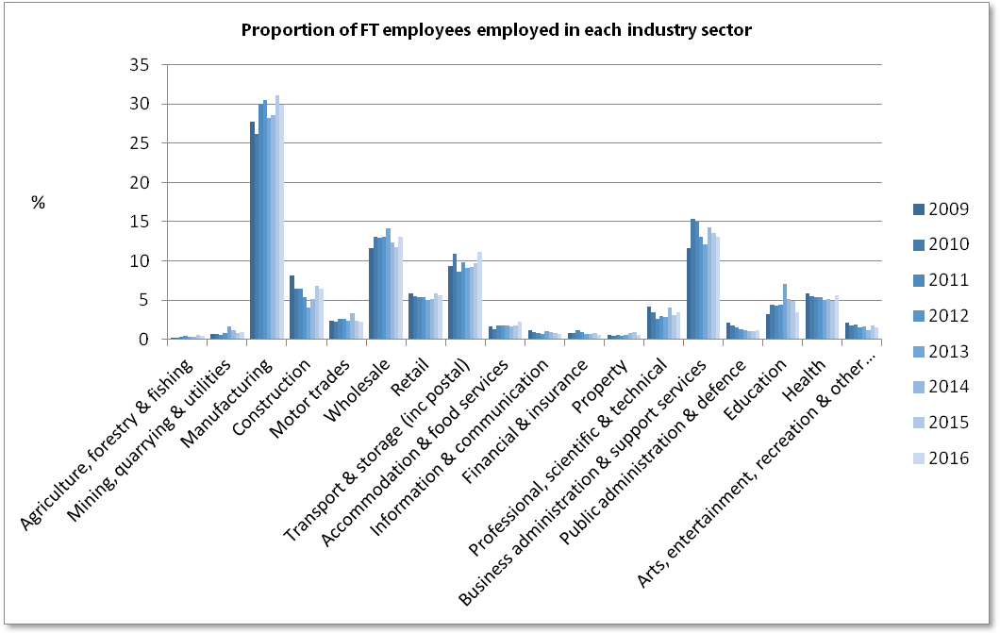 Proportion of FT employees employed in each industry sector
35
30
25
20
15
10
5
0
%
Agriculture, forestry & fishing
Mining, quarrying & utilities
Manufacturing
Construction
Motor trades
Wholesale
Retail
Transport & storage (inc postal)
Accommodation & food services
Information & communication
Financial & insurance
Property
Professional, scientific & technical
Business administration & support services
Public administration & defence
Education
Health
Arts, entertainment, recreation & other...
2009
2010
2011
2012
2013
2014
2015
2016